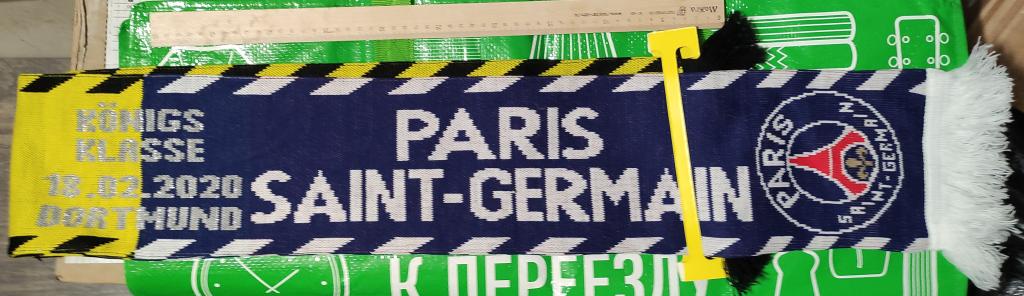 KÖNIGS
KLASSE
18.02.2020
DORTMUND
PARIS
SAINT-GERMAIN
PARIS
SAINT-GERMAIN
К ПЕРЕЕЗДУ